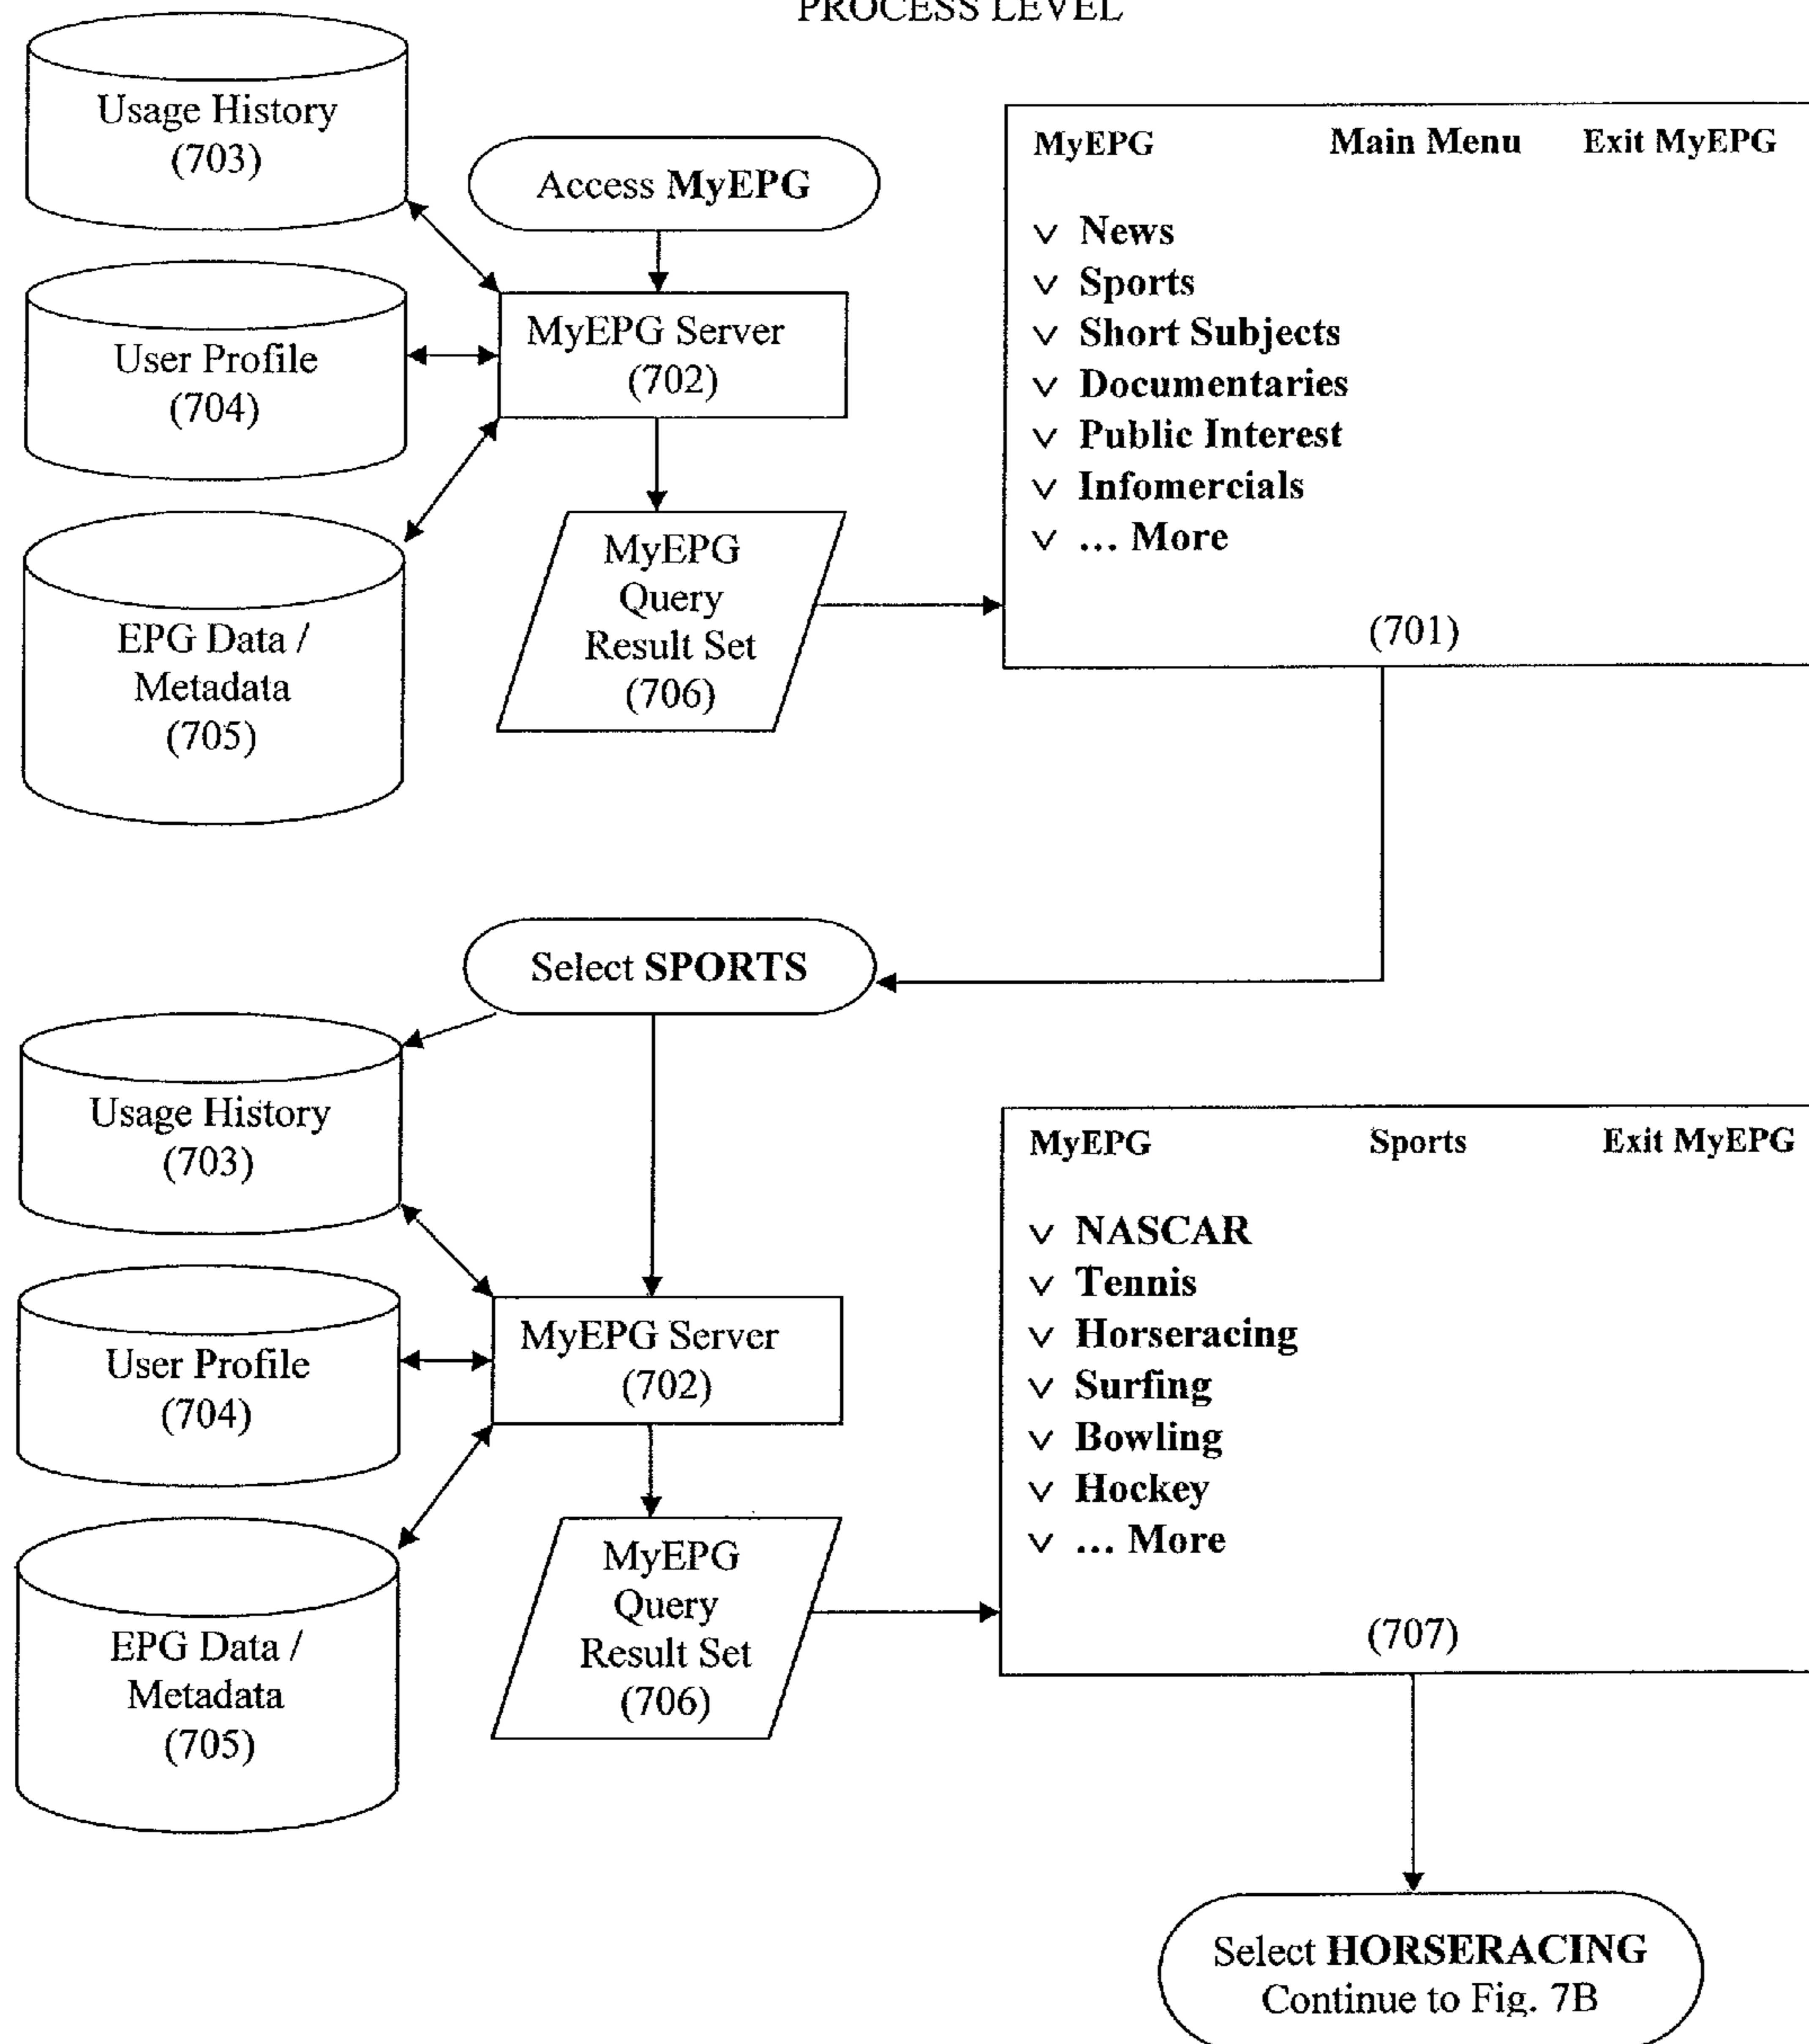 PROCESS LEVEL
Usage History
(703)
Access MyEPG
User Profile
(704)
MyEPG Server
(702)
EPG Data /
Metadata
(705)
MyEPG
Query
Result Set
(706)
MyEPG Main Menu Exit MyEPG
v News
v Sports
v Short Subjects
v Documentaries
v Public Interest
v Infomercials
v ... More
(701)
Select SPORTS
Usage History
(703)
User Profile
(704)
MyEPG Server
(702)
EPG Data /
Metadata
(705)
MyEPG
Query
Result Set
(706)
MyEPG Sports Exit MyEPG
v NASCAR
v Tennis
v Horseracing
v Surfing
v Bowling
v Hockey
v ... More
(707)
Select HORSERACING
Continue to Fig. 7B